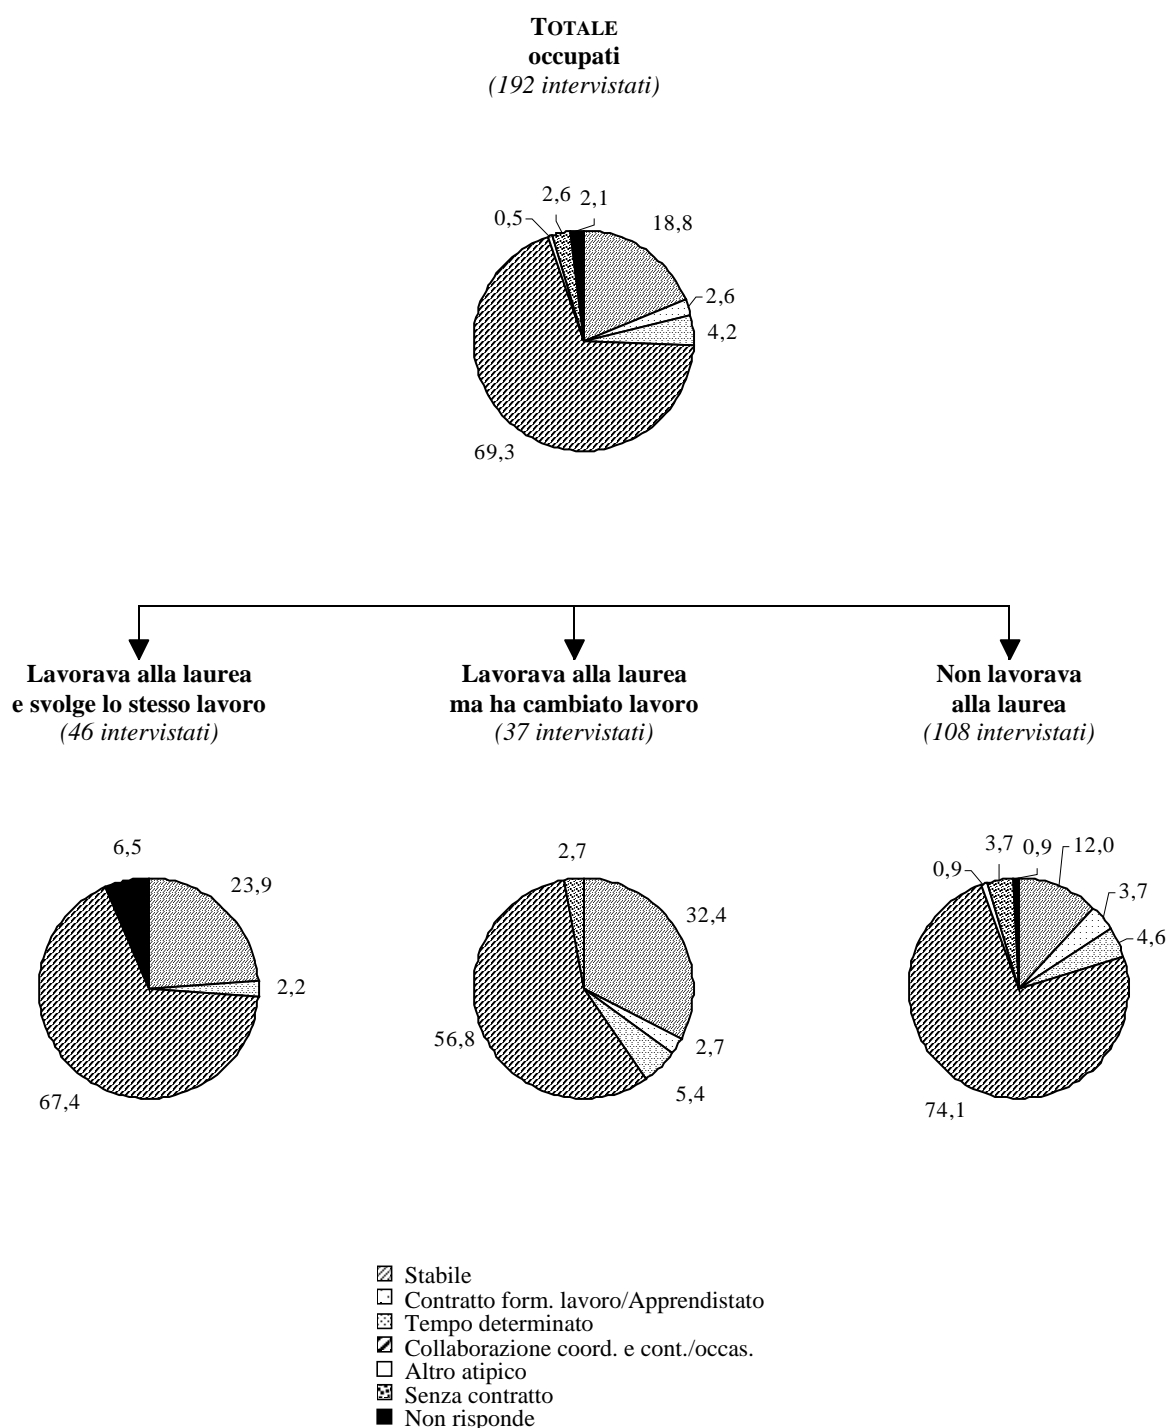 TOTALE
occupati
(192 intervistati)
2,6 2,1
0,5
18,8
2,6
4,2
69,3
Lavorava alla laurea
e svolge lo stesso lavoro
(46 intervistati)
Lavorava alla laurea
ma ha cambiato lavoro
(37 intervistati)
Non lavorava
alla laurea
(108 intervistati)
6,5
23,9
2,2
67,4
2,7
32,4
2,7
5,4
56,8
3,7 0,9 12,0
0,9
3,7
4,6
74,1
Stabile
Contratto form. lavoro/Apprendistato
Tempo determinato
Collaborazione coord. e cont./occas.
Altro atipico
Senza contratto
Non risponde